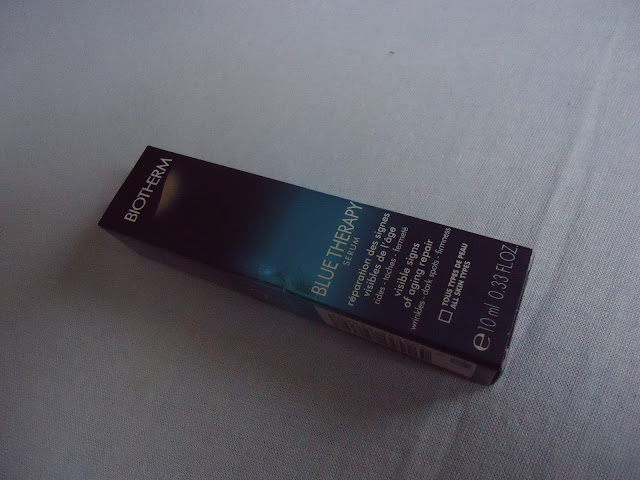 BIOTHERM
BLUE THERAPY
SERUM
réparation des signes
visibles de l'âge
rides - taches - fermeté
visible signs
of aging repair
wrinkles - dark spots - firmness
TOUS TYPES DE PEAU
ALL SKIN TYPES
e 10 ml 0.33 FL.OZ